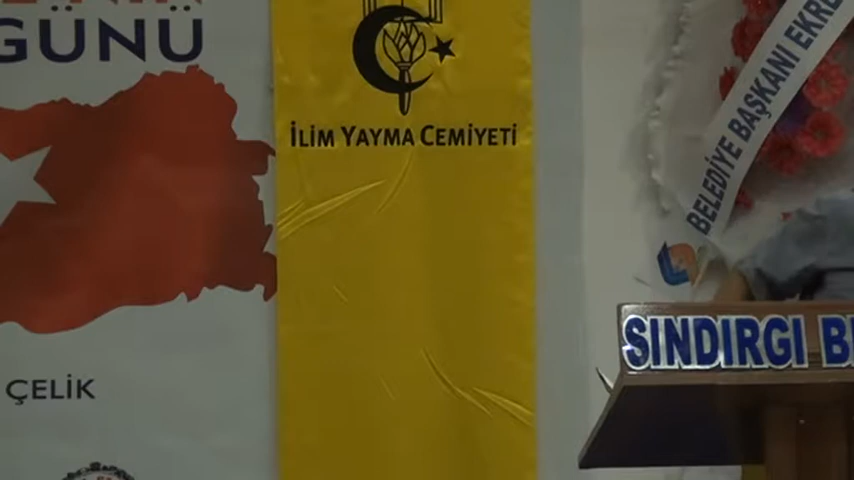 GÜNÜ
ÇELİK
İLİM YAYMA CEMİYETİ
BELEDİYE BAŞKANI EKRE
SINDIRGI B